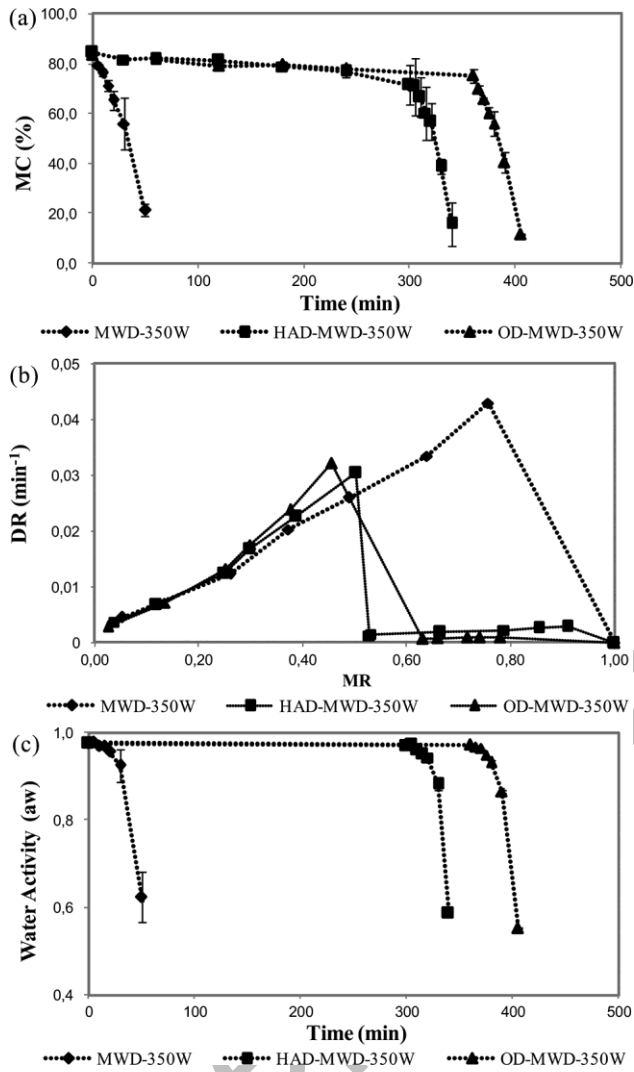 (a)
100,0
80,0
60,0
40,0
20,0
0,0
MC (%)
0 100 200 300 400 500
Time (min)
MWD-350W HAD-MWD-350W OD-MWD-350W
(b)
0,05
0,04
0,03
0,02
0,01
0
DR (min⁻¹)
0,00 0,20 0,40 0,60 0,80 1,00
MR
MWD-350W HAD-MWD-350W OD-MWD-350W
(c)
1,0
0,8
0,6
0,4
Water Activity (aw)
0 100 200 300 400 500
Time (min)
MWD-350W HAD-MWD-350W OD-MWD-350W